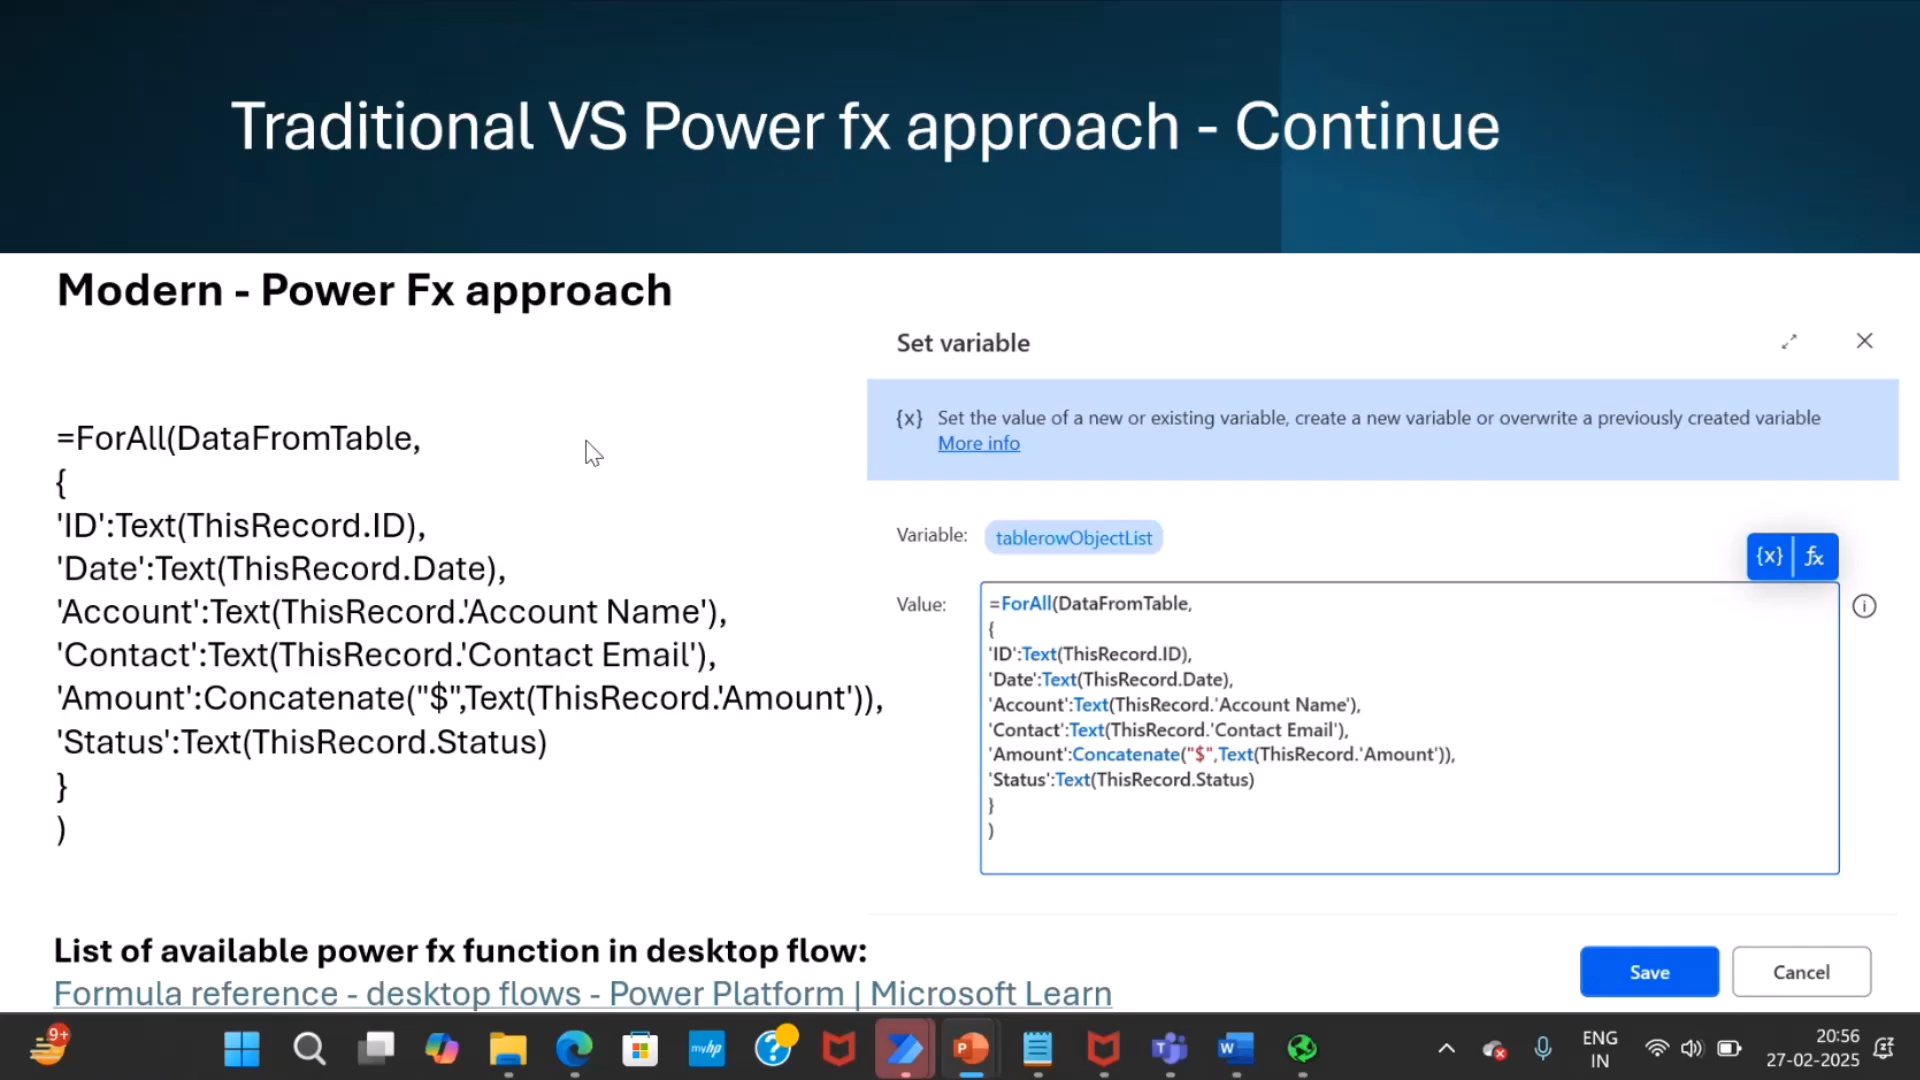 Traditional VS Power fx approach - Continue
Modern - Power Fx approach
=ForAll(DataFromTable,
{
'ID':Text(ThisRecord.ID),
'Date':Text(ThisRecord.Date),
'Account':Text(ThisRecord.'Account Name'),
'Contact':Text(ThisRecord.'Contact Email'),
'Amount':Concatenate("$",Text(ThisRecord.'Amount')),
'Status':Text(ThisRecord.Status)
}
)
Set variable
{x} Set the value of a new or existing variable, create a new variable or overwrite a previously created variable
More info
Variable: tablerowObjectList
{x} fx
Value:
=ForAll(DataFromTable,
{
'ID':Text(ThisRecord.ID),
'Date':Text(ThisRecord.Date),
'Account':Text(ThisRecord.'Account Name'),
'Contact':Text(ThisRecord.'Contact Email'),
'Amount':Concatenate("$",Text(ThisRecord.'Amount')),
'Status':Text(ThisRecord.Status)
}
)
List of available power fx function in desktop flow:
Formula reference - desktop flows - Power Platform | Microsoft Learn
Save Cancel
9+
myhp
ENG
IN
20:56
27-02-2025